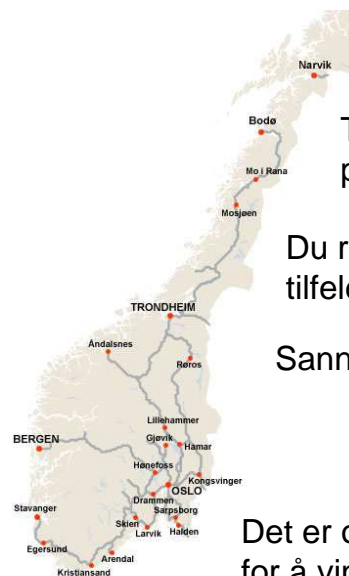 Narvik
Bodø
Mo i Rana
Mosjøen
Du
tilfel
TRONDHEIM
Åndalsnes
Røros
Sann
Lillehammer
Gjøvik
Hamar
BERGEN
Hønefoss
Kongsvinger
OSLO
Drammen
Sarpsborg
Stavanger
Skien
Larvik
Halden
Egersund
Arendal
Kristiansand
Det er
for å vin